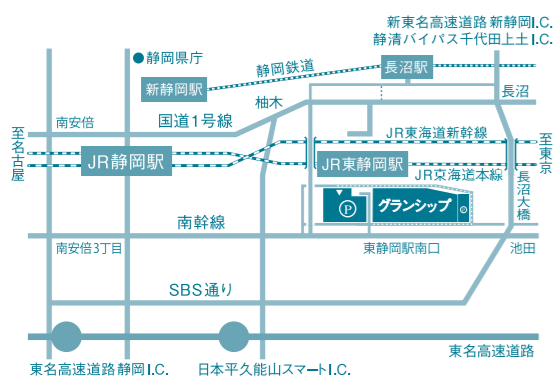 新東名高速道路 新静岡I.C.
静清バイパス千代田上土I.C.
静岡県庁
静岡鉄道
長沼駅
新静岡駅
柚木
長沼
南安倍
国道1号線
JR東海道新幹線
至名古屋
JR静岡駅
JR東静岡駅
至東京
JR東海道本線
長沼大橋
P
グランシップ
P
南幹線
南安倍3丁目
東静岡駅南口
池田
SBS通り
東名高速道路
東名高速道路 静岡I.C.
日本平久能山スマートI.C.